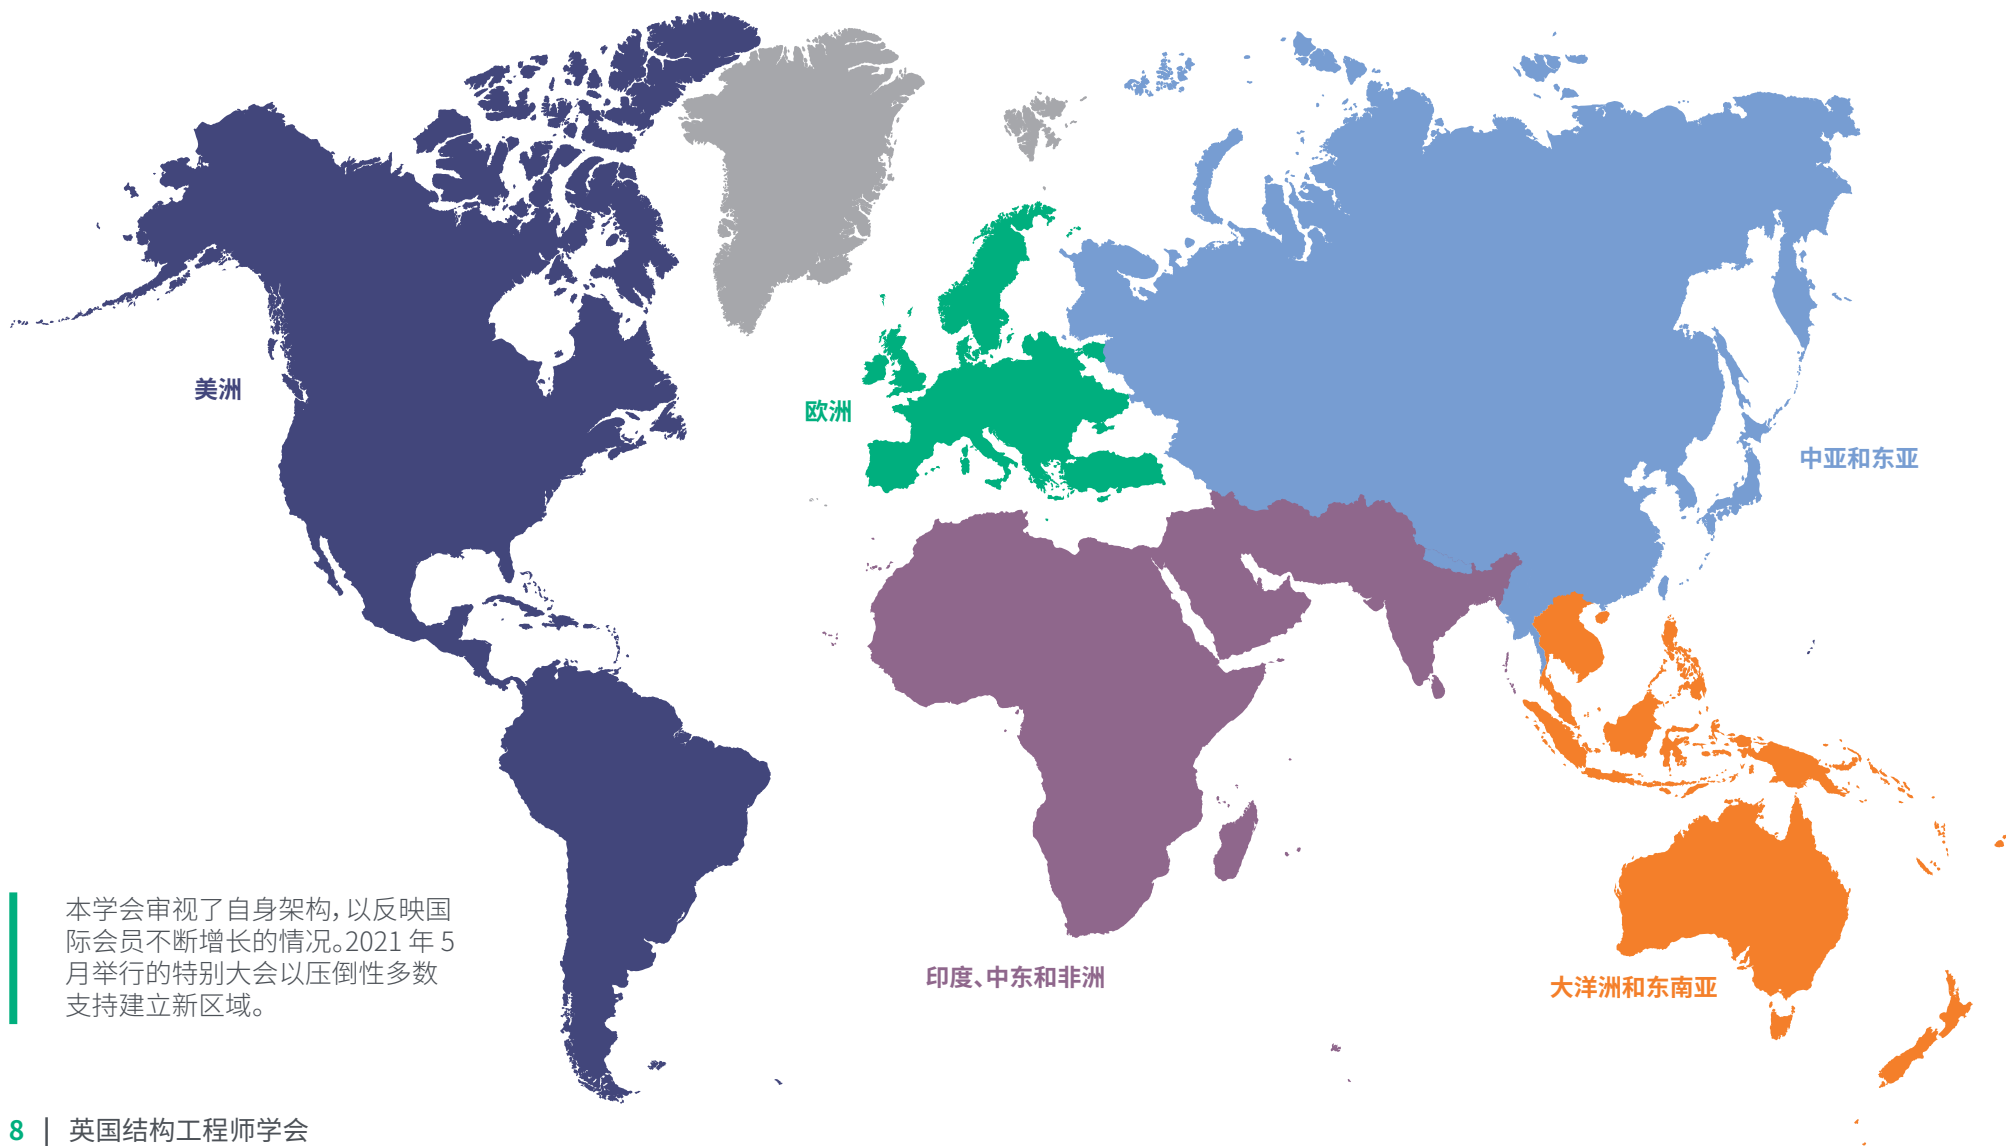 美洲
欧洲
中亚和东亚
印度、中东和非洲
大洋洲和东南亚
本学会审视了自身架构，以反映国
际会员不断增长的情况。2021 年 5
月举行的特别大会以压倒性多数
支持建立新区域。
8 | 英国结构工程师学会